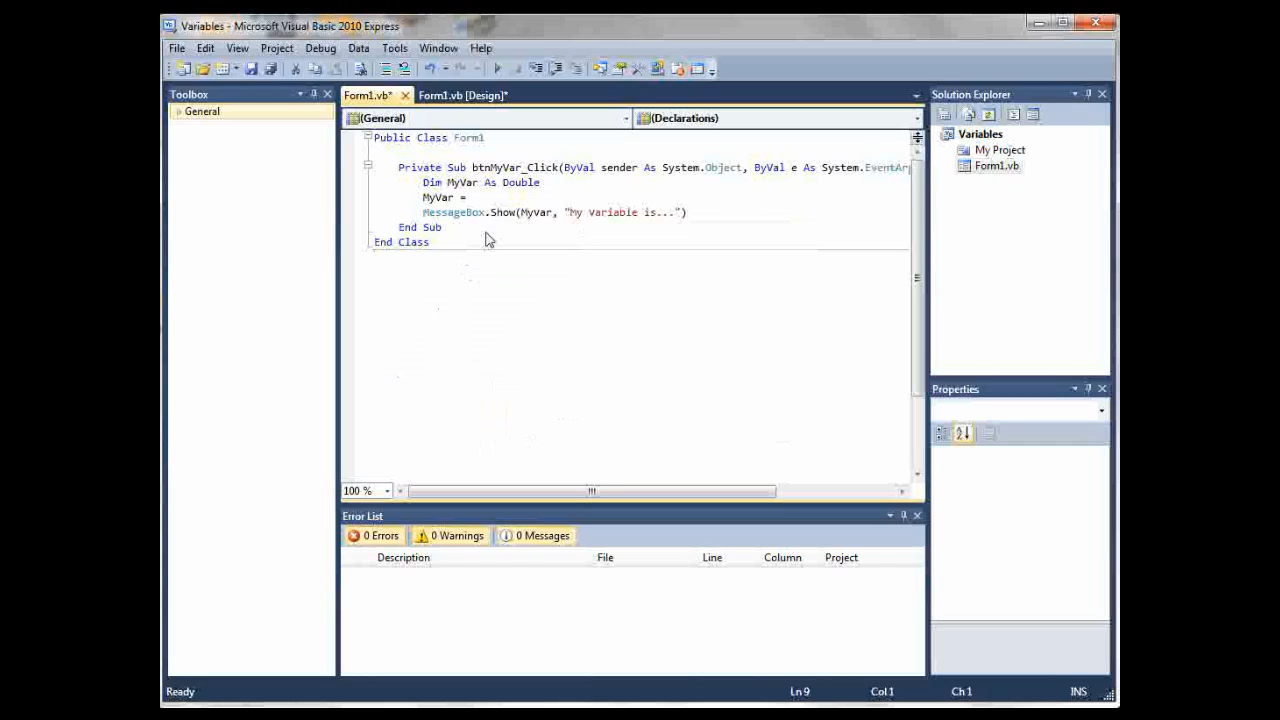 Variables - Microsoft Visual Basic 2010 Express
File Edit View Project Debug Data Tools Window Help
Toolbox
General
Form1.vb* Form1.vb [Design]*
(General) (Declarations)
Public Class Form1
Private Sub btnMyVar_Click(ByVal sender As System.Object, ByVal e As System.EventArg
Dim MyVar As Double
MyVar =
MessageBox.Show(MyVar, "My Variable is...")
End Sub
End Class
100 %
Solution Explorer
Variables
My Project
Form1.vb
Properties
Error List
0 Errors 0 Warnings 0 Messages
Description File Line Column Project
Ready Ln 9 Col 1 Ch 1 INS